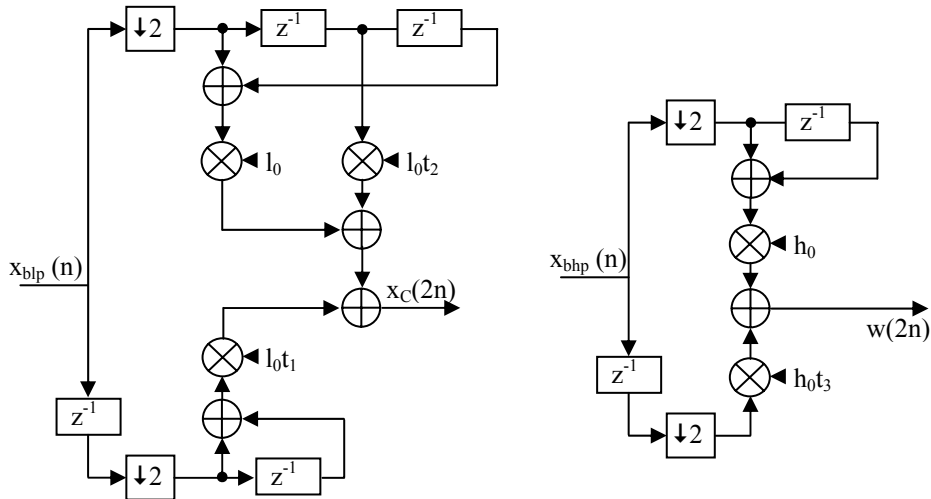 ↓2
z⁻¹
z⁻¹
l₀
l₀t₂
x_blp (n)
x_C(2n)
l₀t₁
z⁻¹
↓2
z⁻¹
↓2
z⁻¹
h₀
x_bhp (n)
w(2n)
z⁻¹
h₀t₃
↓2